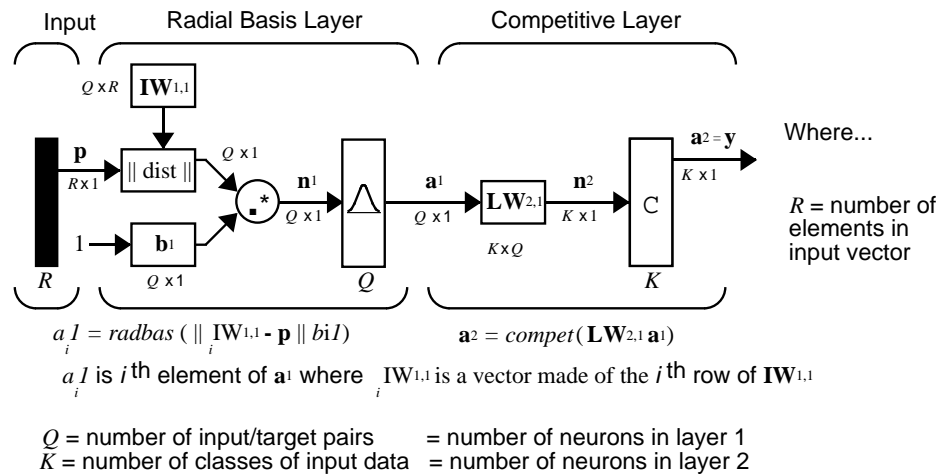 Input Radial Basis Layer Competitive Layer
Q x R IW1,1
p Q x 1 n1 a1 n2 a2 = y Where...
R x 1 || dist || .* Q x 1 Q x 1 LW2,1 K x 1 C K x 1
1 b1 K x Q R = number of
elements in
input vector
R Q x 1 Q K
ai1 = radbas ( || iIW1,1 - p || bi1) a2 = compet( LW2,1 a1)
ai1 is i th element of a1 where iIW1,1 is a vector made of the i th row of IW1,1
Q = number of input/target pairs = number of neurons in layer 1
K = number of classes of input data = number of neurons in layer 2